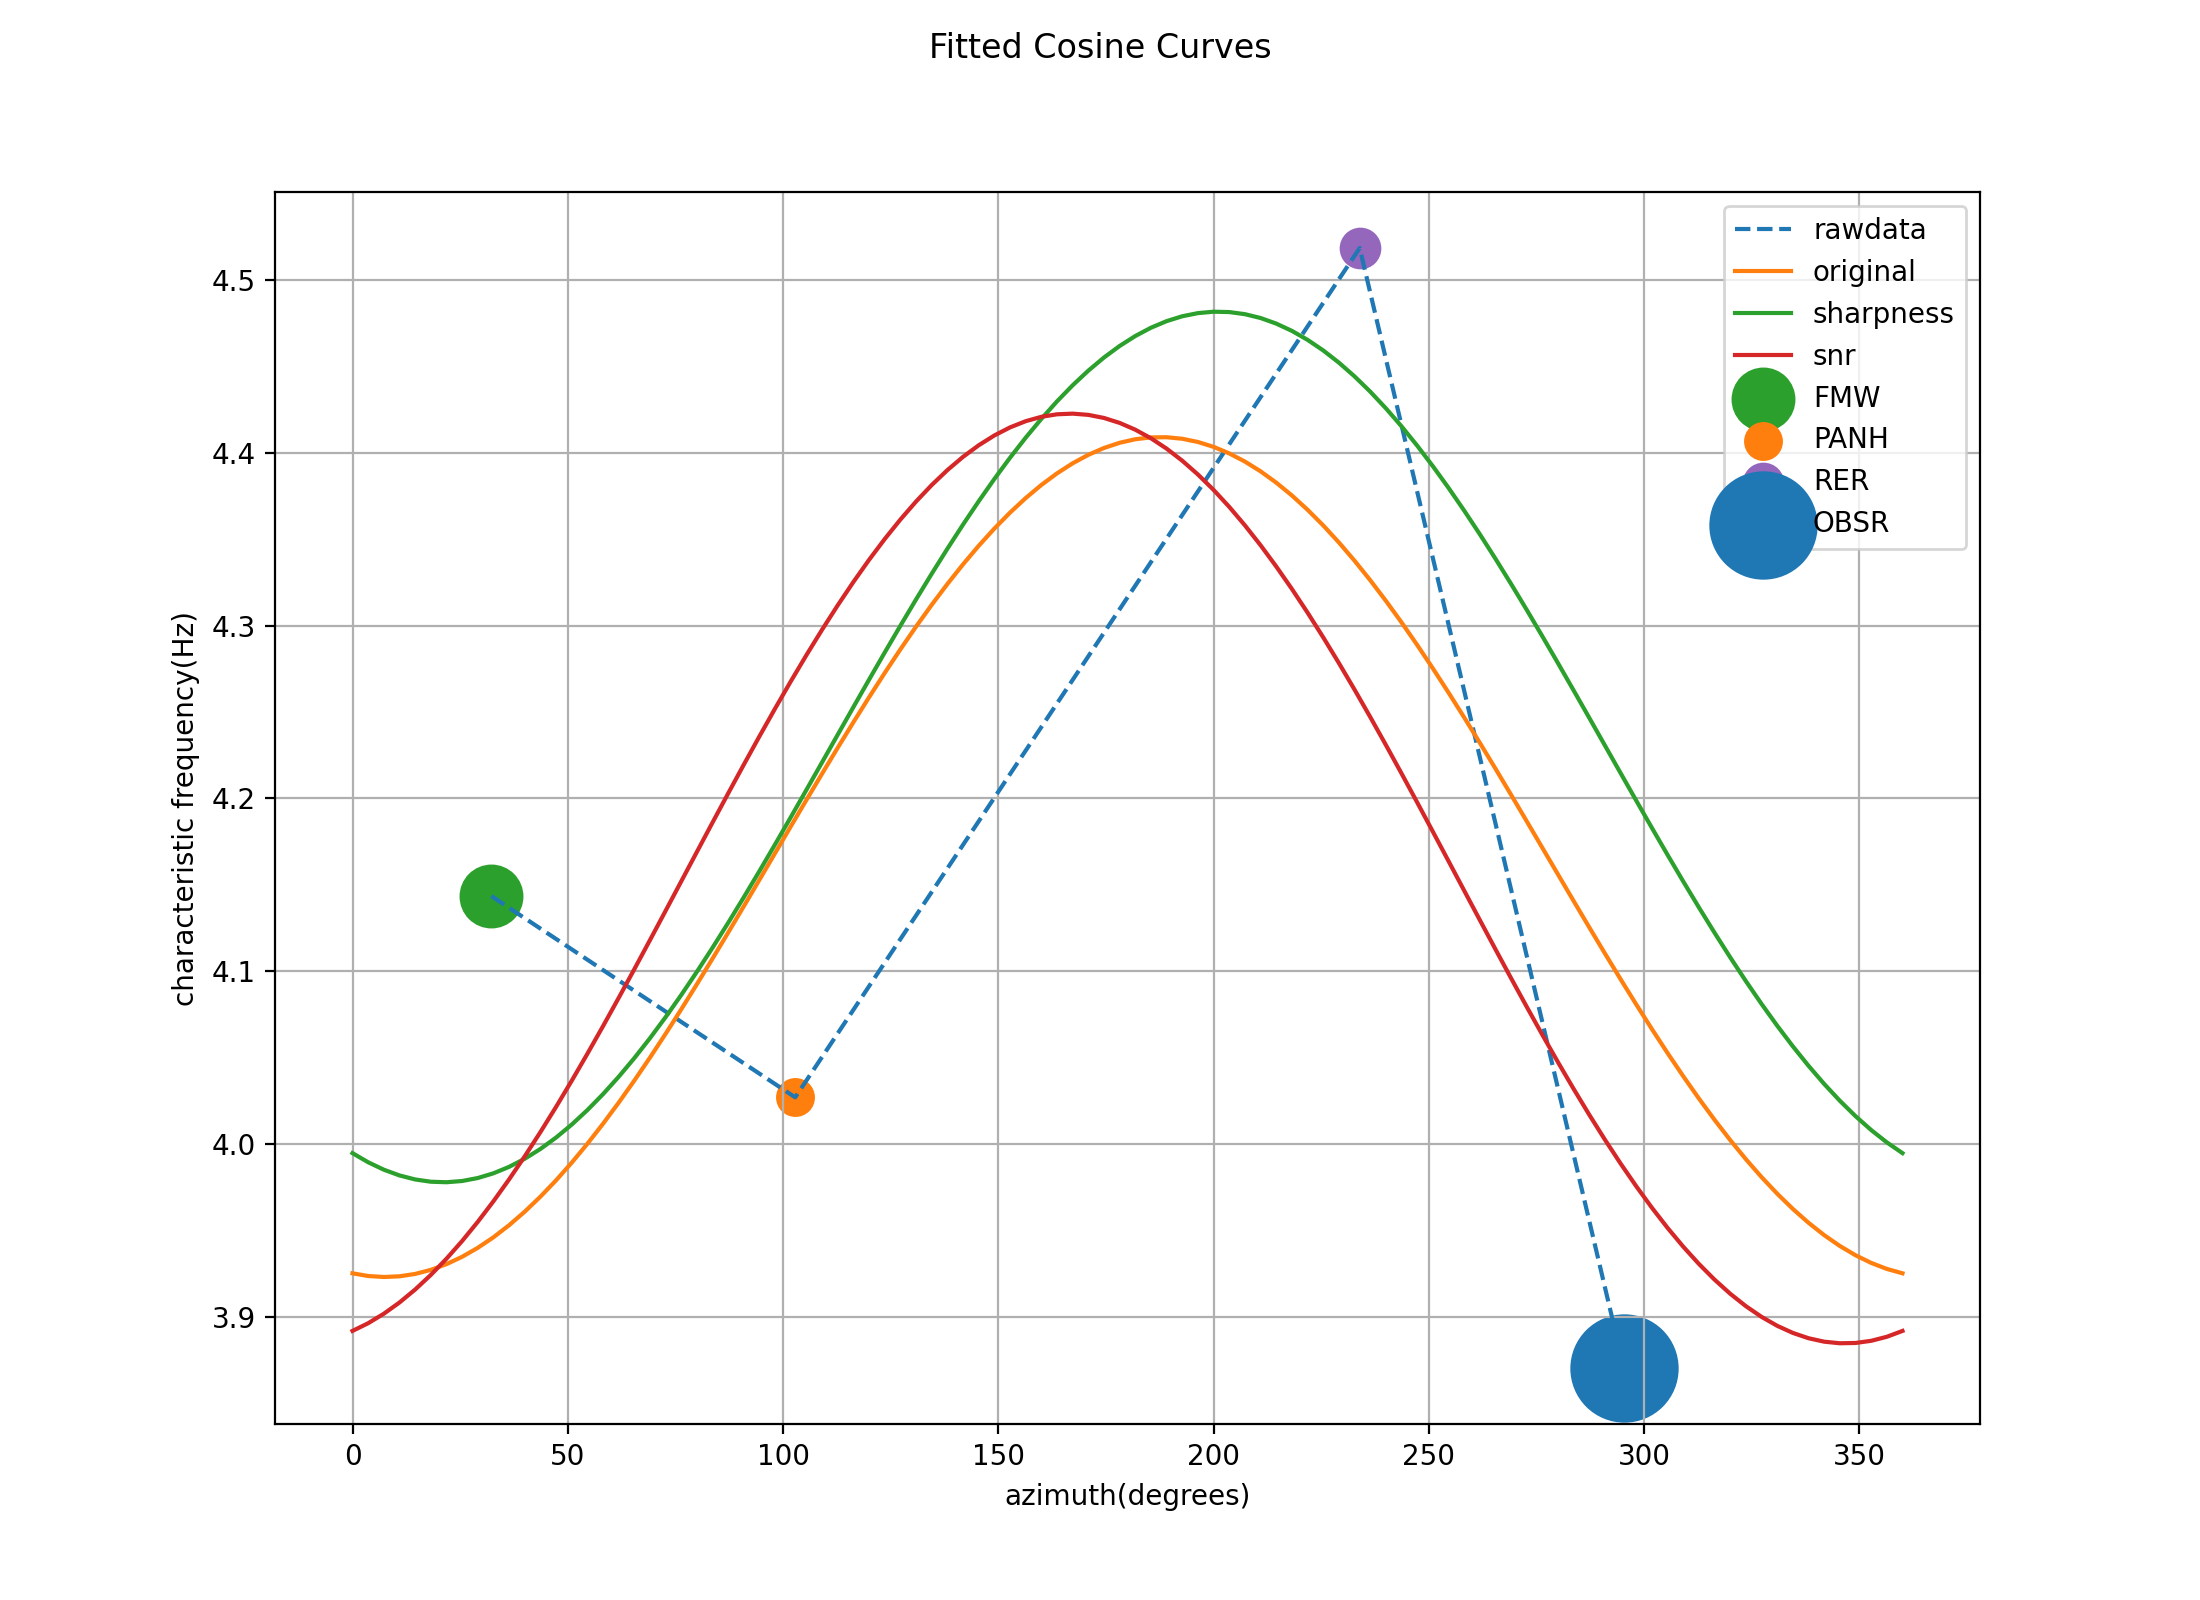 Fitted Cosine Curves
rawdata
original
sharpness
snr
FMW
PANH
RER
OBSR
characteristic frequency(Hz)
4.5
4.4
4.3
4.2
4.1
4.0
3.9
0 50 100 150 200 250 300 350
azimuth(degrees)